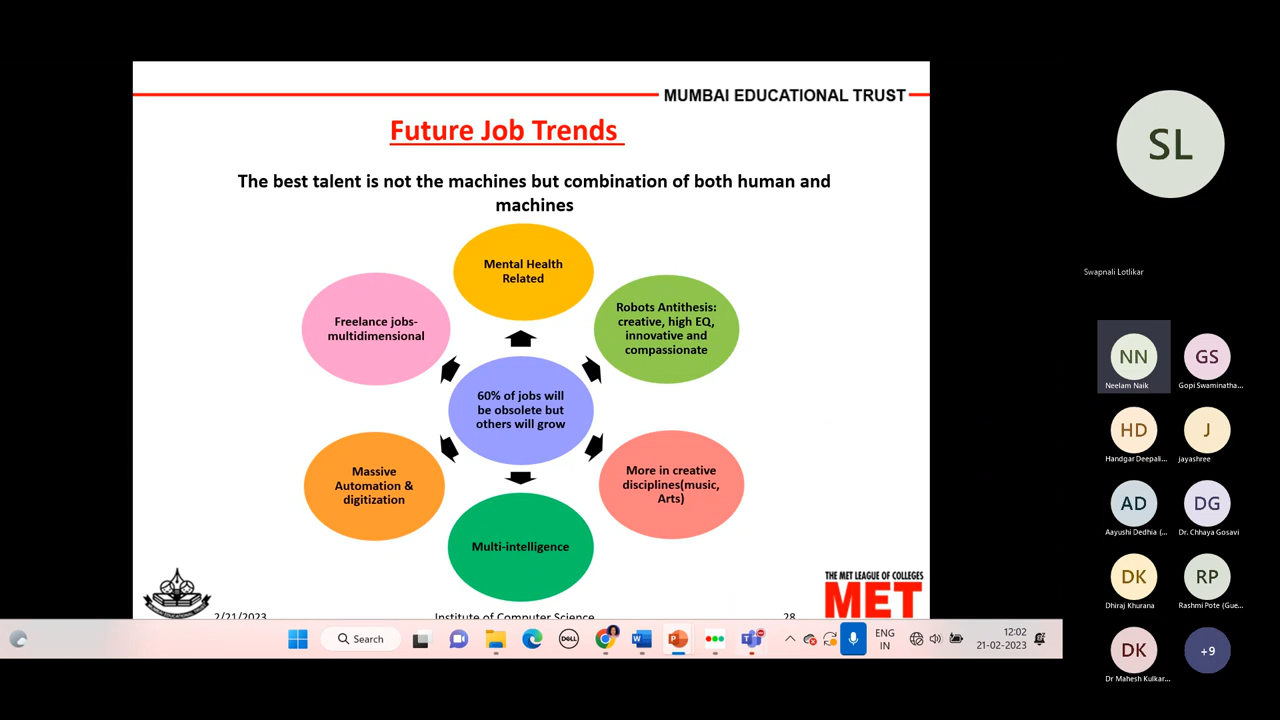 MUMBAI EDUCATIONAL TRUST
Future Job Trends
The best talent is not the machines but combination of both human and
machines
Mental Health
Related
Freelance jobs-
multidimensional
Robots Antithesis:
creative, high EQ,
innovative and
compassionate
60% of jobs will
be obsolete but
others will grow
Massive
Automation &
digitization
More in creative
disciplines(music,
Arts)
Multi-intelligence
THE MET LEAGUE OF COLLEGES
MET
2/21/2023
Institute of Computer Science
28
Search
DELL
ENG
IN
12:02
21-02-2023
SL
Swapnali Lotlikar
NN
Neelam Naik
GS
Gopi Swaminatha...
HD
Handgar Deepali...
J
jayashree
AD
Aayushi Dedhia (...
DG
Dr. Chhaya Gosavi
DK
Dhiraj Khurana
RP
Rashmi Pote (Gue...
DK
Dr Mahesh Kulkar...
+9